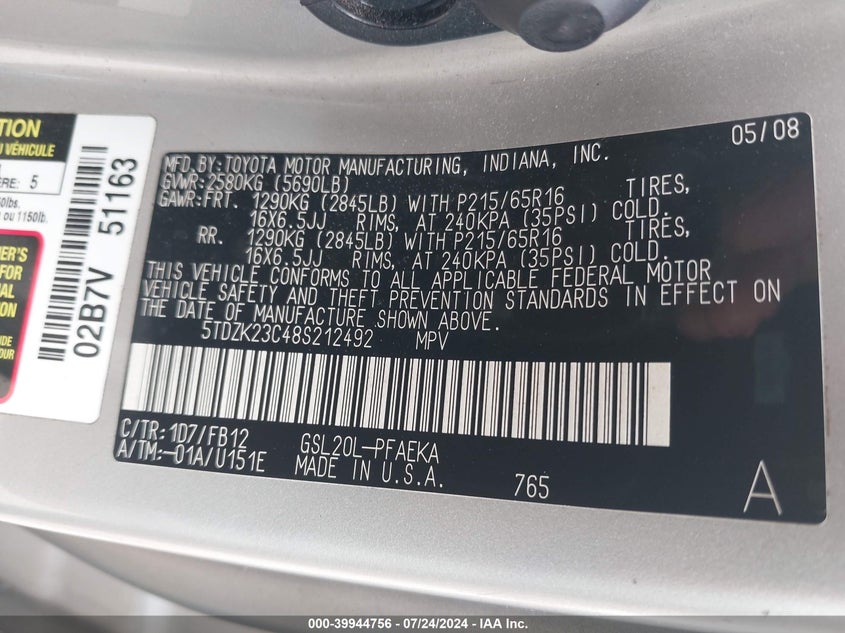 05/08
MFD.BY:TOYOTA MOTOR MANUFACTURING, INDIANA, INC.
GVWR:2580KG (5690LB)
GAWR:FRT. 1290KG (2845LB) WITH P215/65R16 TIRES,
16X6.5JJ RIMS, AT 240KPA (35PSI) COLD.
RR. 1290KG (2845LB) WITH P215/65R16 TIRES,
16X6.5JJ RIMS, AT 240KPA (35PSI) COLD.
THIS VEHICLE CONFORMS TO ALL APPLICABLE FEDERAL MOTOR
VEHICLE SAFETY AND THEFT PREVENTION STANDARDS IN EFFECT ON
THE DATE OF MANUFACTURE SHOWN ABOVE.
5TDZK23C48S212492 MPV
C/TR: 1D7/FB12 GSL20L-PFAEKA
A/TM:-01A/U151E MADE IN U.S.A.
765
A
TION
VÉHICULE
5
lbs.
ou 1150lb.
02B7V 51163
FOR
000-39944756 / 07/24/2024 - IAA Inc.